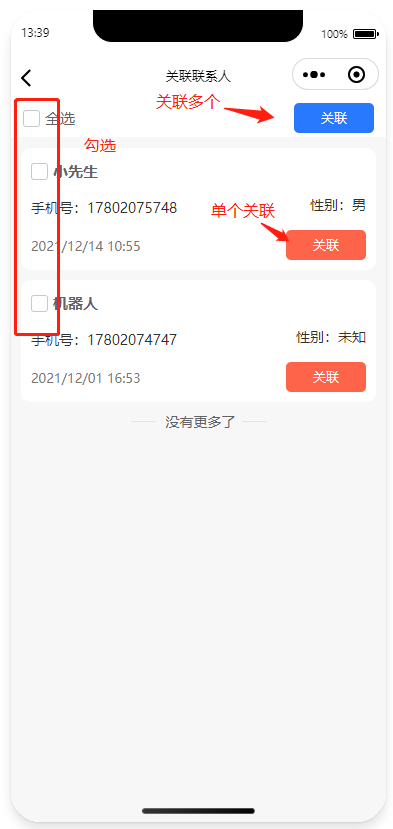 13:39
100%
关联联系人
关联多个
全选
关联
勾选
小先生
手机号：17802075748
性别：男
单个关联
2021/12/14 10:55
关联
机器人
手机号：17802074747
性别：未知
2021/12/01 16:53
关联
没有更多了